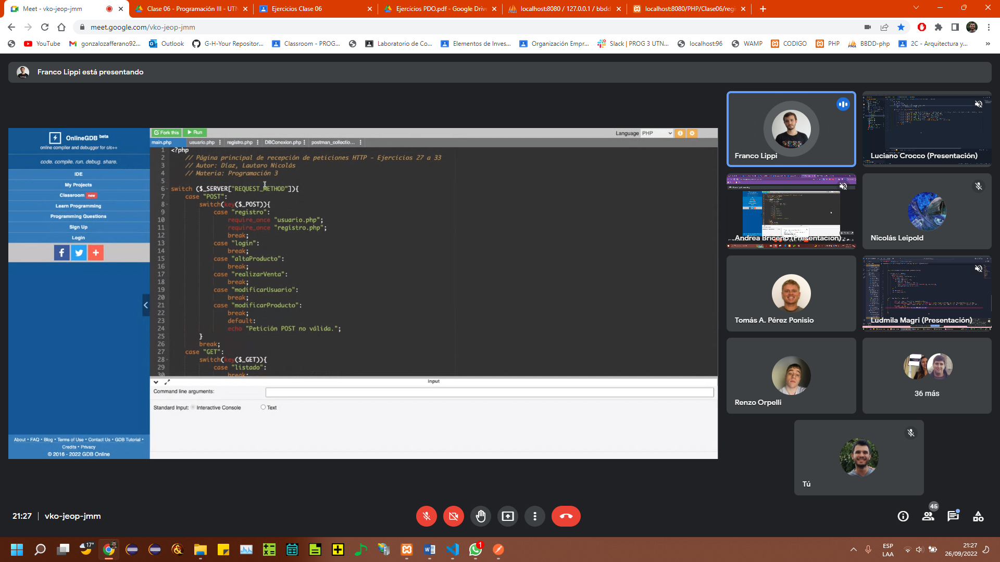 Meet - vko-jeop-jmm
Clase 06 - Programación III - UTN
Ejercicios Clase 06
Ejercicios PDO.pdf - Google Drive
localhost:8080 / 127.0.0.1 / bbdd
localhost:8080/PHP/Clase06/regi
meet.google.com/vko-jeop-jmm
YouTube
gonzalozafferano92...
Outlook
G-H-Your Repositor...
Classroom - PROG...
Laboratorio de Co...
Elementos de Inves...
Organización Empr...
Slack | PROG 3 UTN...
localhost96
WAMP
CODIGO
PHP
BBDD-php
2C - Arquitectura y...
Franco Lippi está presentando
OnlineGDB beta
online compiler and debugger for c/c++
code. compile. run. debug. share.
IDE
My Projects
Classroom new
Learn Programming
Programming Questions
Sign Up
Login
About • FAQ • Blog • Terms of Use • Contact Us • GDB Tutorial •
Credits • Privacy
© 2016 - 2022 GDB Online
Fork this
Run
Language PHP
main.php
usuario.php
registro.php
DBConexion.php
postman_collectio...
1 <?php
2 // Página principal de recepción de peticiones HTTP - Ejercicios 27 a 33
3 // Autor: Díaz, Lautaro Nicolás
4 // Materia: Programación 3
5
6 switch ($_SERVER["REQUEST_METHOD"]){
7 case "POST":
8 switch(key($_POST)){
9 case "registro":
10 require_once "usuario.php";
11 require_once "registro.php";
12 break;
13 case "login":
14 break;
15 case "altaProducto":
16 break;
17 case "realizarVenta":
18 break;
19 case "modificarUsuario":
20 break;
21 case "modificarProducto":
22 break;
23 default:
24 echo "Petición POST no válida.";
25 }
26 break;
27 case "GET":
28 switch(key($_GET)){
29 case "listado":
30 break;
input
Command line arguments:
Standard Input: Interactive Console Text
Franco Lippi
Luciano Crocco (Presentación)
Andrea Briceño (Presentación)
Nicolás Leipold
Tomás A. Pérez Ponisio
Ludmila Magri (Presentación)
Renzo Orpelli
36 más
Tú
21:27 | vko-jeop-jmm
45
17°
1
ESP
LAA
21:27
26/09/2022